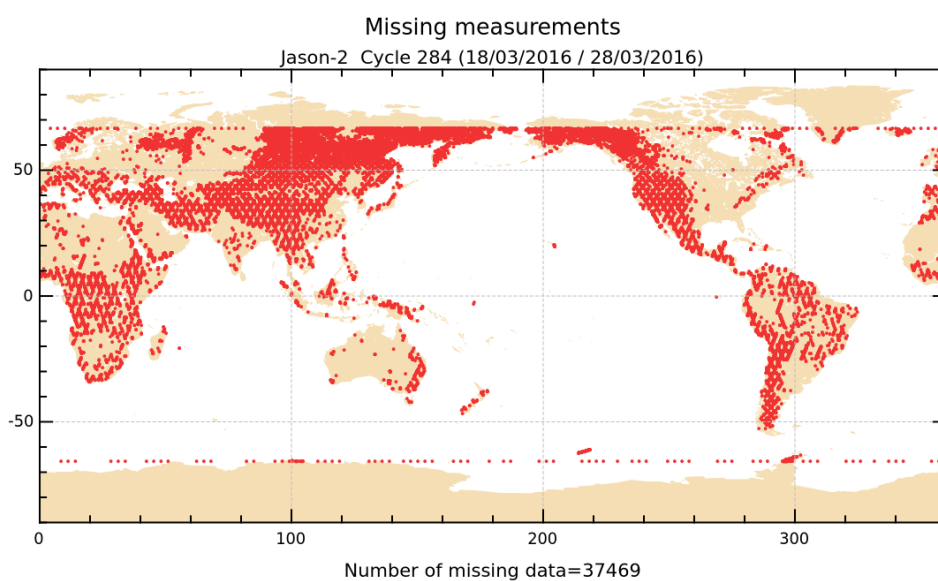 Missing measurements
Jason-2 Cycle 284 (18/03/2016 / 28/03/2016)
50
0
-50
0 100 200 300
Number of missing data=37469